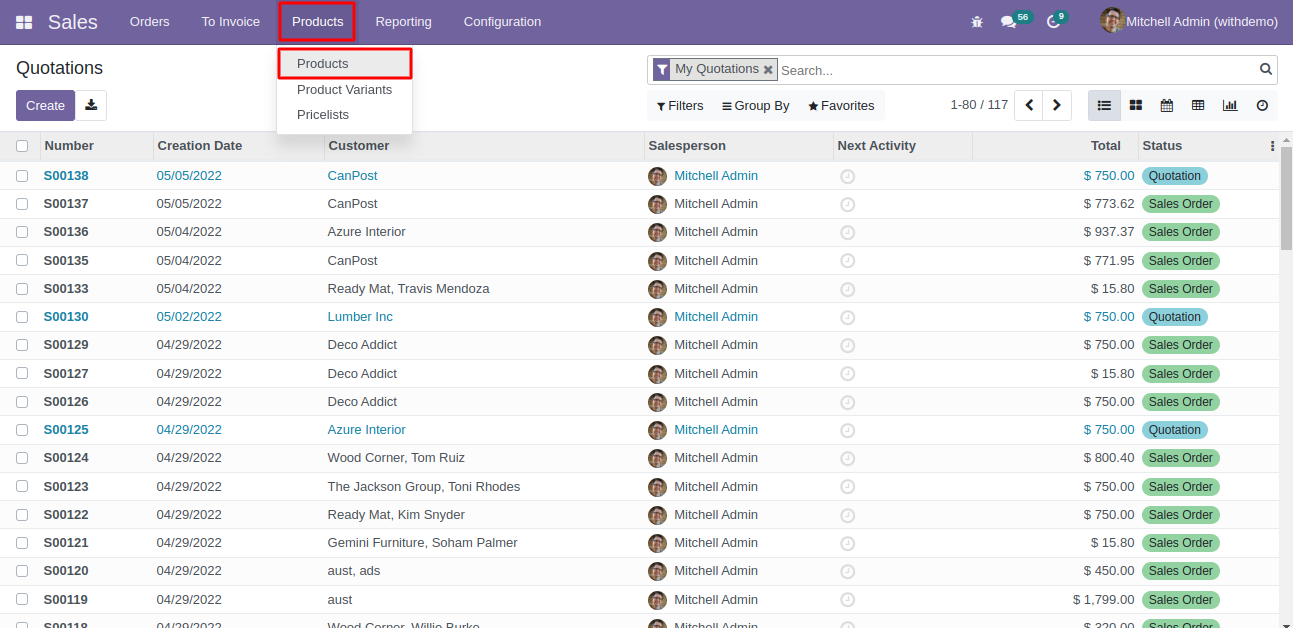 Sales Orders To Invoice Products Reporting Configuration 56 9 Mitchell Admin (withdemo)
Quotations My Quotations Search...
Create Filters Group By Favorites 1-80 / 117
Products
Product Variants
Pricelists
Number Creation Date Customer Salesperson Next Activity Total Status
S00138 05/05/2022 CanPost Mitchell Admin $ 750.00 Quotation
S00137 05/05/2022 CanPost Mitchell Admin $ 773.62 Sales Order
S00136 05/04/2022 Azure Interior Mitchell Admin $ 937.37 Sales Order
S00135 05/04/2022 CanPost Mitchell Admin $ 771.95 Sales Order
S00133 05/04/2022 Ready Mat, Travis Mendoza Mitchell Admin $ 15.80 Sales Order
S00130 05/02/2022 Lumber Inc Mitchell Admin $ 750.00 Quotation
S00129 04/29/2022 Deco Addict Mitchell Admin $ 750.00 Sales Order
S00127 04/29/2022 Deco Addict Mitchell Admin $ 15.80 Sales Order
S00126 04/29/2022 Deco Addict Mitchell Admin $ 750.00 Sales Order
S00125 04/29/2022 Azure Interior Mitchell Admin $ 750.00 Quotation
S00124 04/29/2022 Wood Corner, Tom Ruiz Mitchell Admin $ 800.40 Sales Order
S00123 04/29/2022 The Jackson Group, Toni Rhodes Mitchell Admin $ 750.00 Sales Order
S00122 04/29/2022 Ready Mat, Kim Snyder Mitchell Admin $ 750.00 Sales Order
S00121 04/29/2022 Gemini Furniture, Soham Palmer Mitchell Admin $ 15.80 Sales Order
S00120 04/29/2022 aust, ads Mitchell Admin $ 450.00 Sales Order
S00119 04/29/2022 aust Mitchell Admin $ 1,799.00 Sales Order
S00118 04/29/2022 Wood Corner, Willie Burke Mitchell Admin $ 320.00 Sales Order